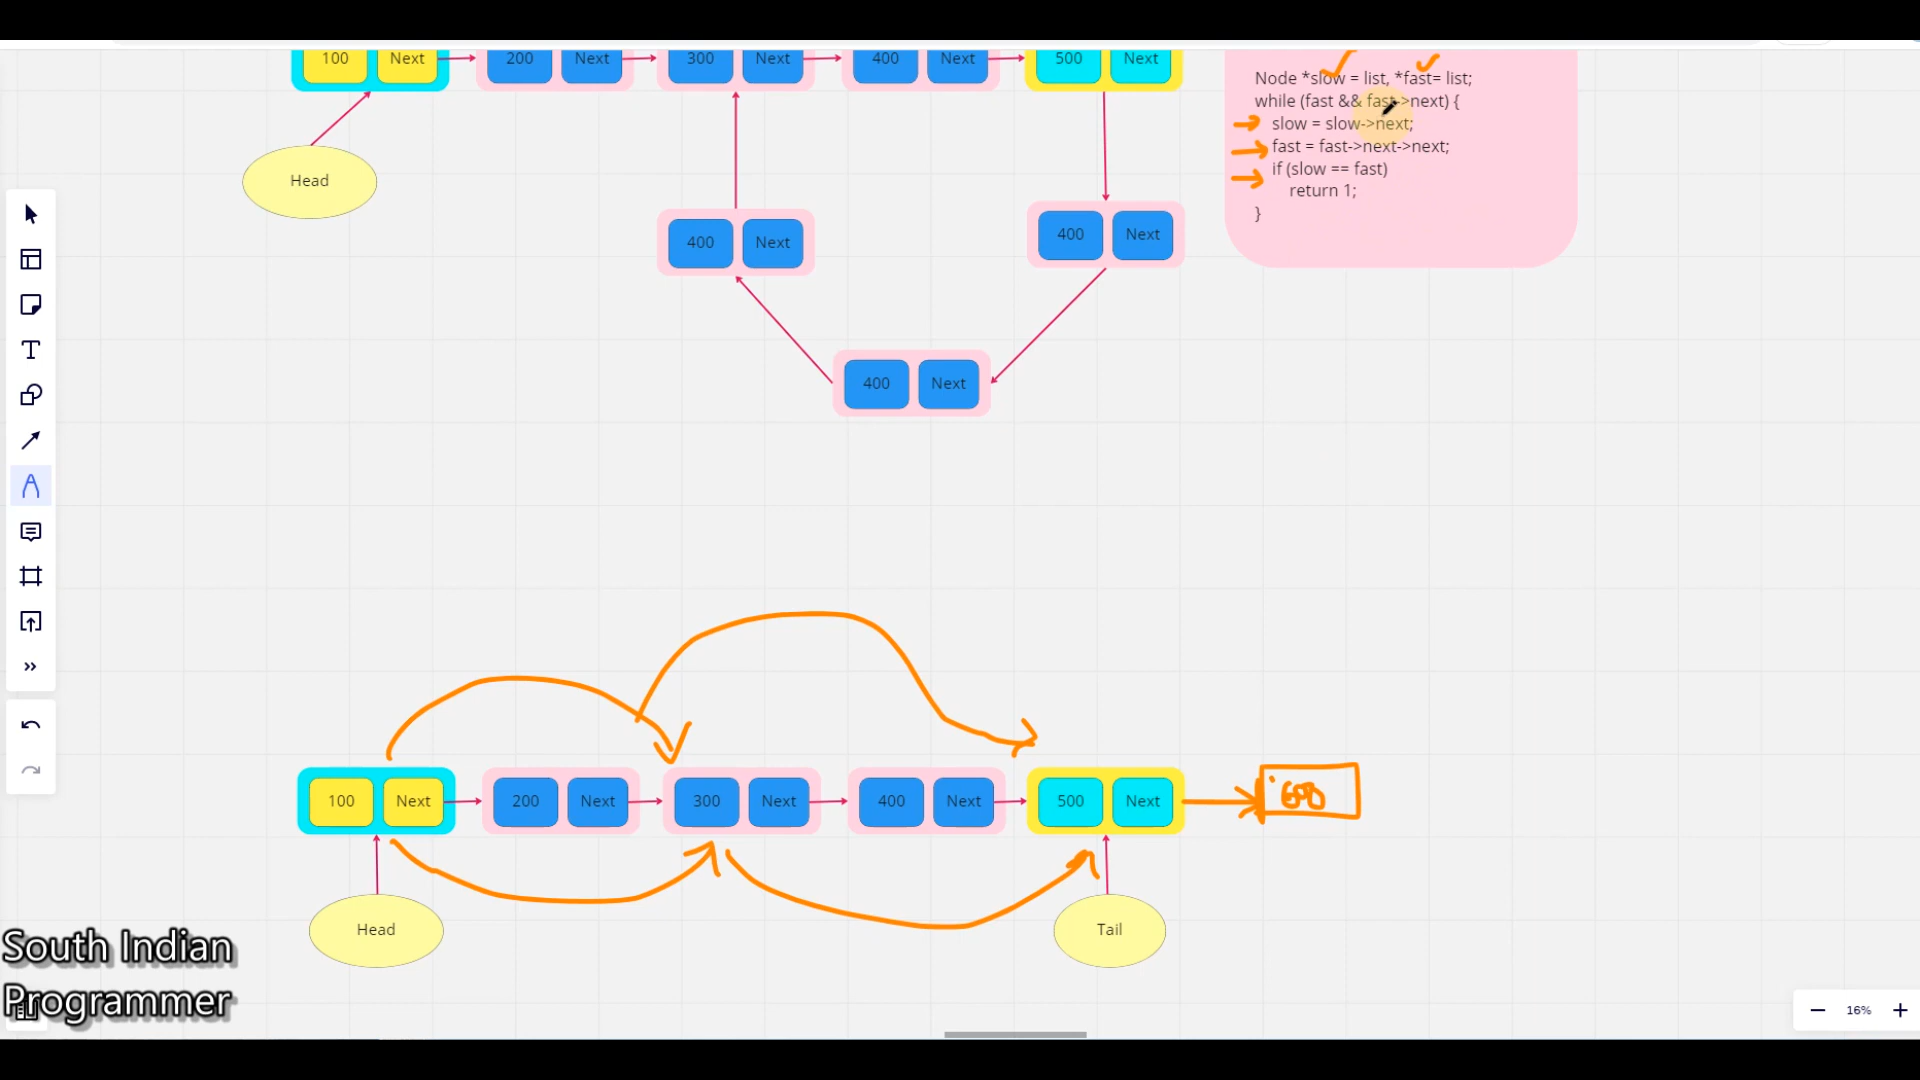 100 Next 200 Next 300 Next 400 Next 500 Next
Node *slow = list, *fast= list;
while (fast && fast->next) {
slow = slow->next;
fast = fast->next->next;
if (slow == fast)
return 1;
}
Head
400 Next
400 Next
400 Next
100 Next 200 Next 300 Next 400 Next 500 Next
600
Head
Tail
South Indian
Programmer
16%